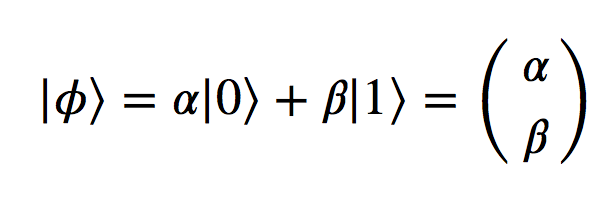 |ϕ⟩ = α|0⟩ + β|1⟩ = ( α β )